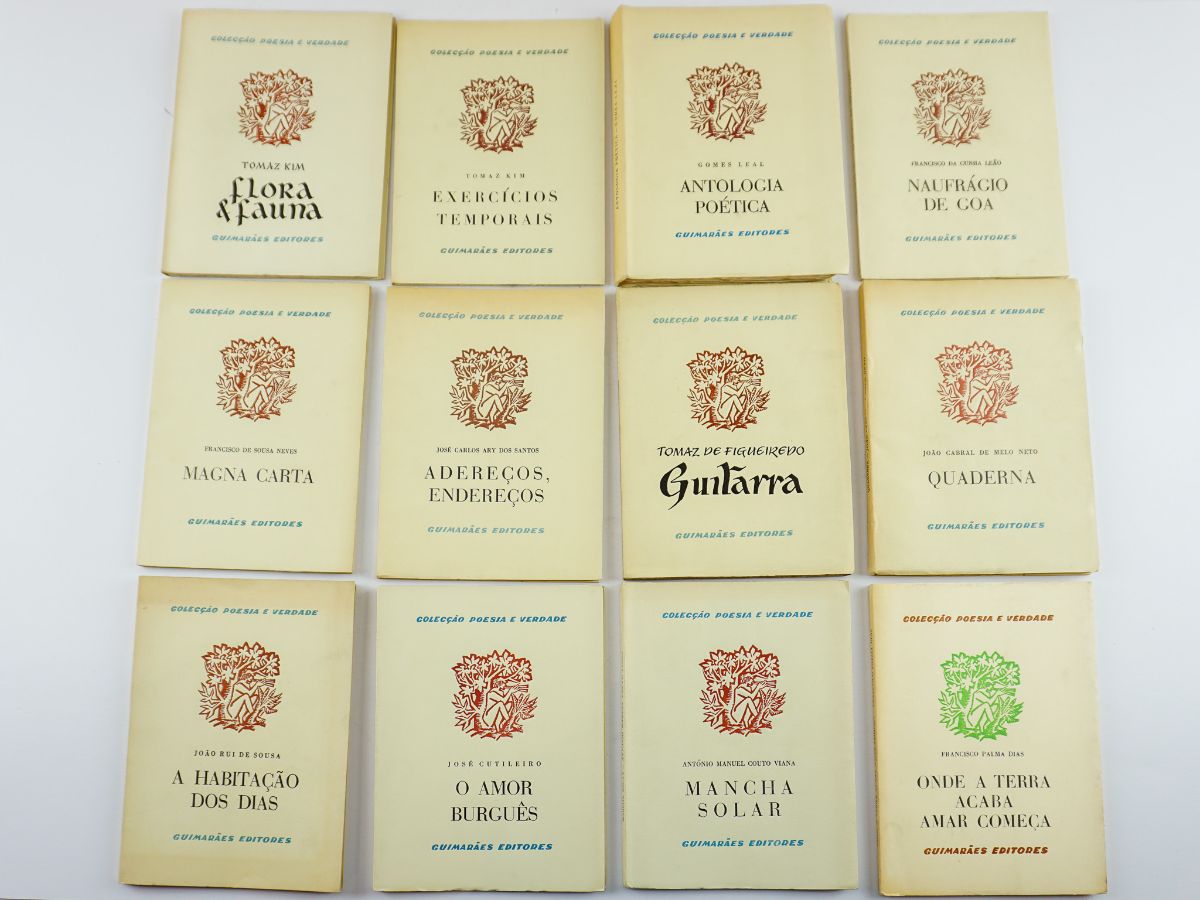 COLECÇÃO POESIA E VERDADE
TOMAZ KIM
flora
& fauna
GUIMARÃES EDITORES
COLECÇÃO POESIA E VERDADE
TOMAZ KIM
EXERCÍCIOS
TEMPORAIS
GUIMARÃES EDITORES
COLECÇÃO POESIA E VERDADE
GOMES LEAL
ANTOLOGIA
POÉTICA
GUIMARÃES EDITORES
COLECÇÃO POESIA E VERDADE
FRANCISCO DA CUNHA LEÃO
NAUFRÁGIO
DE GOA
GUIMARÃES EDITORES
COLECÇÃO POESIA E VERDADE
FRANCISCO DE SOUSA NEVES
MAGNA CARTA
GUIMARÃES EDITORES
COLECÇÃO POESIA E VERDADE
JOSÉ CARLOS ARY DOS SANTOS
ADEREÇOS,
ENDEREÇOS
GUIMARÃES EDITORES
COLECÇÃO POESIA E VERDADE
TOMAZ DE FIGUEIREDO
Guitarra
GUIMARÃES EDITORES
COLECÇÃO POESIA E VERDADE
JOÃO CABRAL DE MELO NETO
QUADERNA
GUIMARÃES EDITORES
COLECÇÃO POESIA E VERDADE
JOÃO RUI DE SOUSA
A HABITAÇÃO
DOS DIAS
GUIMARÃES EDITORES
COLECÇÃO POESIA E VERDADE
JOSÉ CUTILEIRO
O AMOR
BURGUÊS
GUIMARÃES EDITORES
COLECÇÃO POESIA E VERDADE
ANTÓNIO MANUEL COUTO VIANA
MANCHA
SOLAR
GUIMARÃES EDITORES
COLECÇÃO POESIA E VERDADE
FRANCISCO PALMA DIAS
ONDE A TERRA
ACABA
AMAR COMEÇA
GUIMARÃES EDITORES